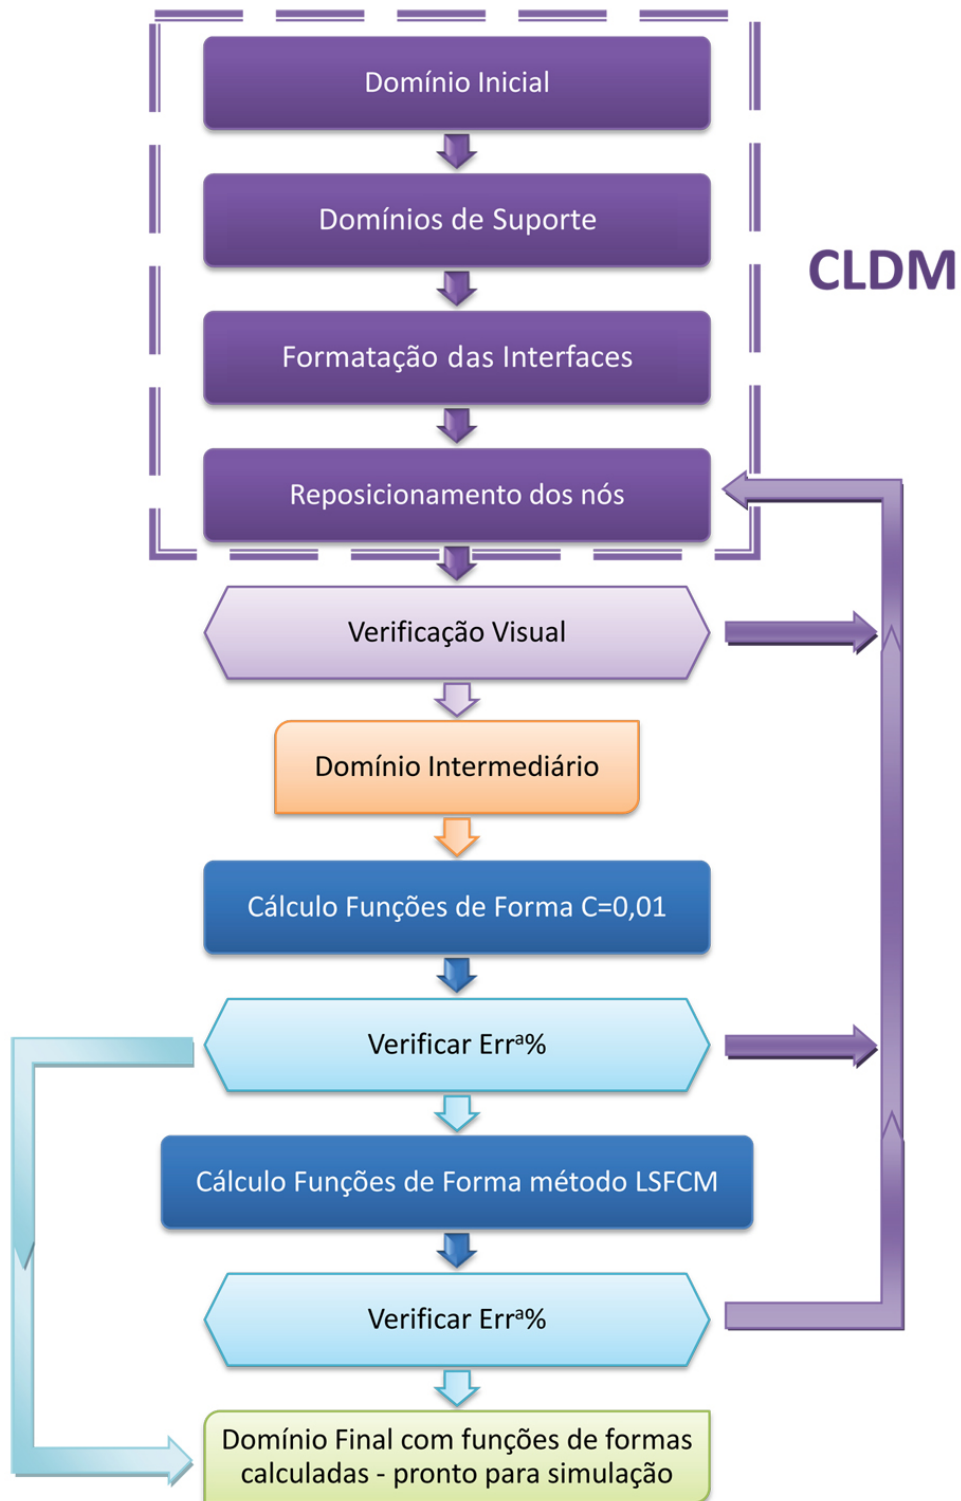 Domínio Inicial
Domínios de Suporte
CLDM
Formatação das Interfaces
Reposicionamento dos nós
Verificação Visual
Domínio Intermediário
Cálculo Funções de Forma C=0,01
Verificar Errª%
Cálculo Funções de Forma método LSFCM
Verificar Errª%
Domínio Final com funções de formas
calculadas - pronto para simulação